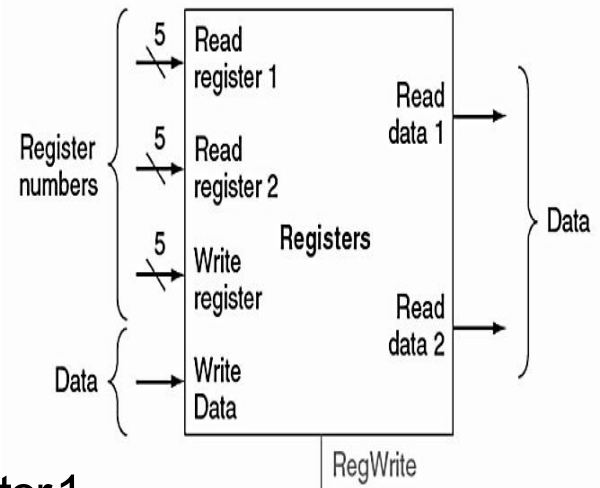 5
Read
register 1
Read
data 1
Register
numbers
5
Read
register 2
Registers
Data
5
Write
register
Read
data 2
Data
Write
Data
RegWrite